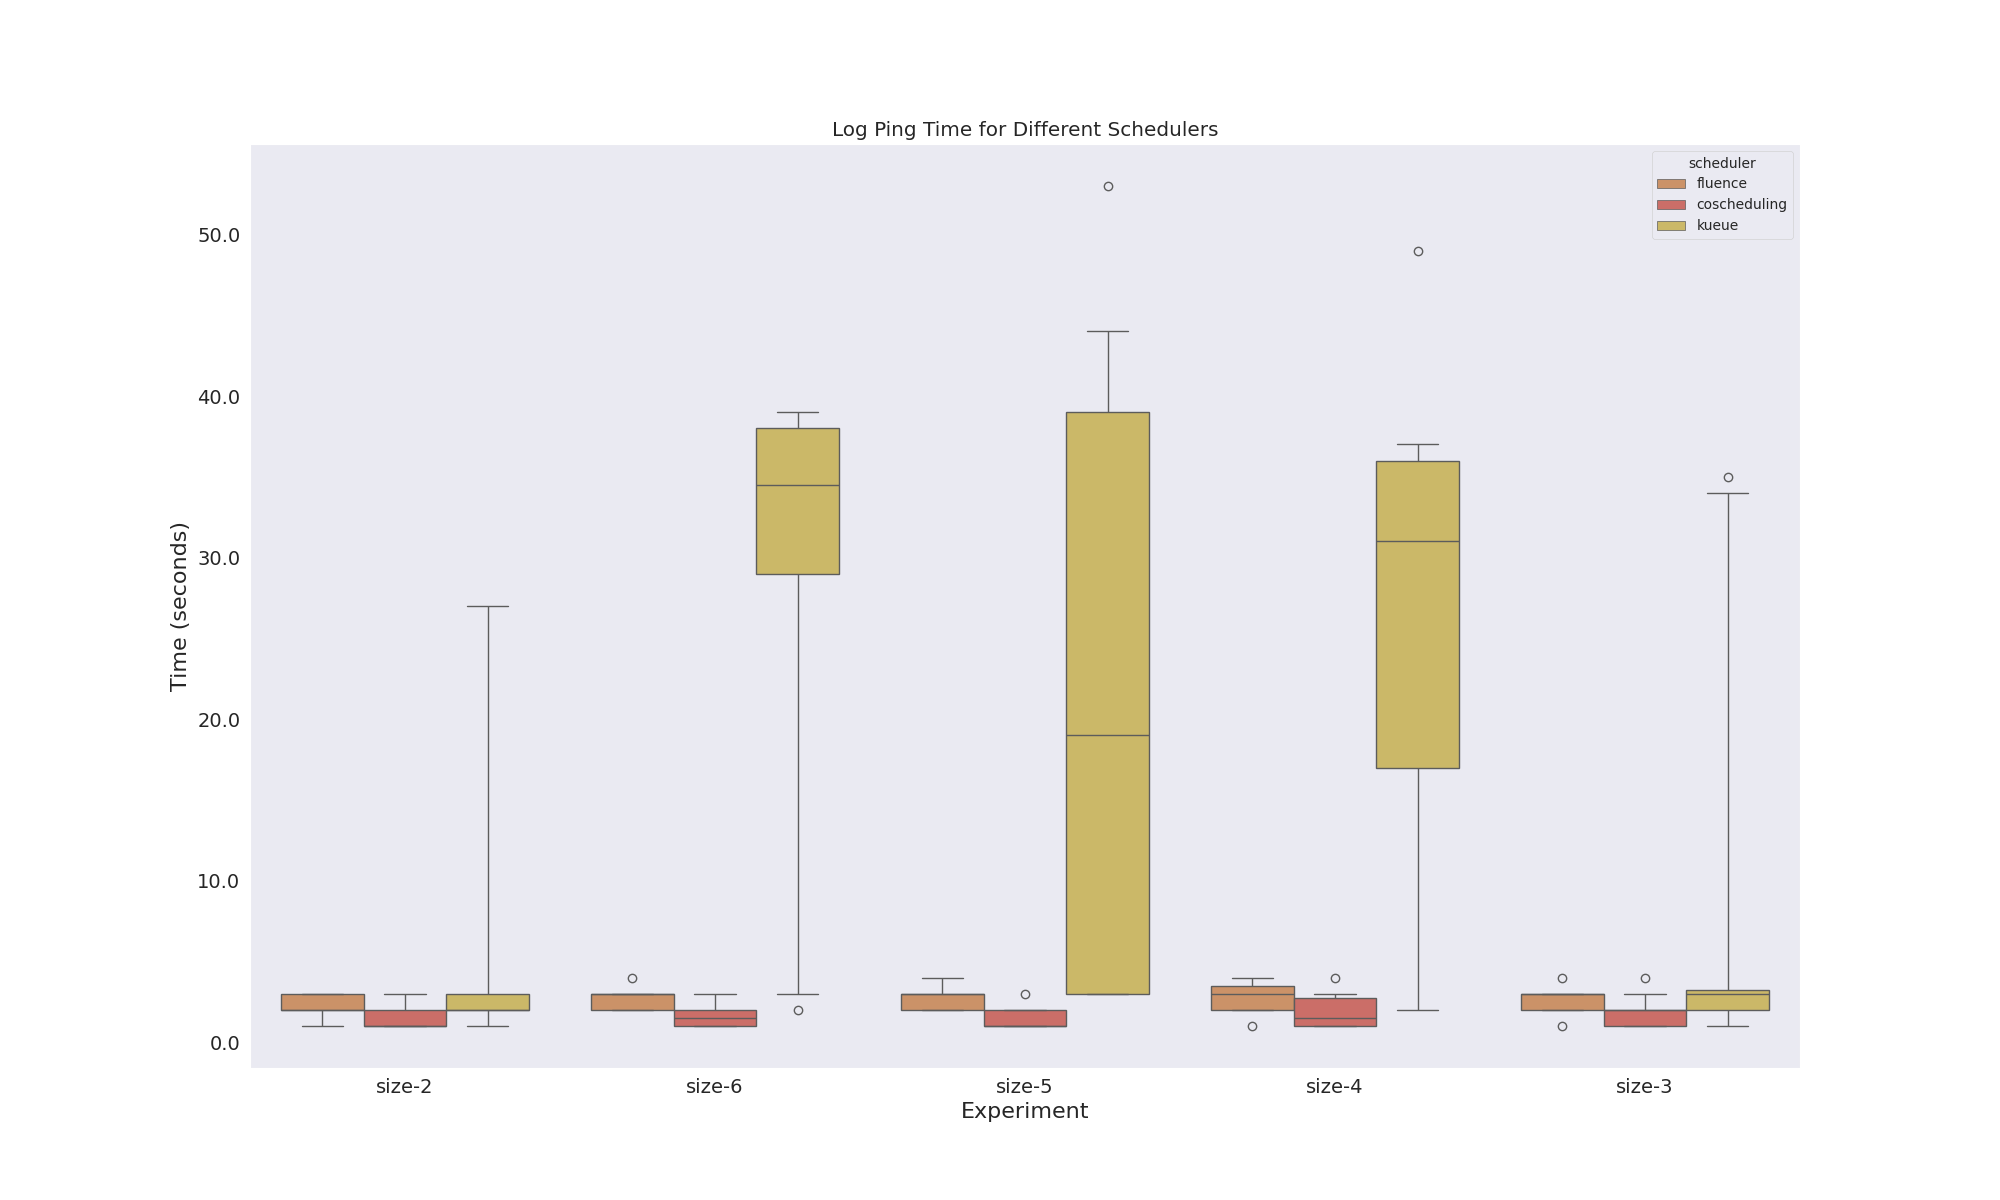 Log Ping Time for Different Schedulers
scheduler
fluence
coscheduling
kueue
50.0
40.0
30.0
20.0
10.0
0.0
Time (seconds)
size-2 size-6 size-5 size-4 size-3
Experiment